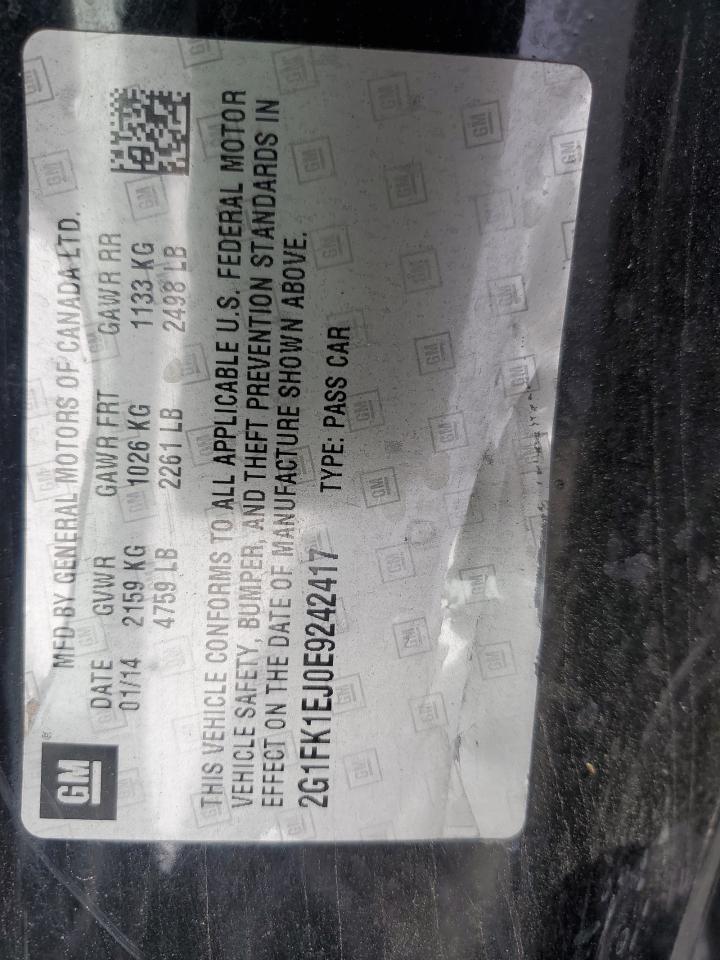 GM
MFD BY GENERAL MOTORS OF CANADA LTD.
DATE GVWR GAWR FRT GAWR RR
01/14 2159 KG 1026 KG 1133 KG
4759 LB 2261 LB 2498 LB
THIS VEHICLE CONFORMS TO ALL APPLICABLE U.S. FEDERAL MOTOR
VEHICLE SAFETY, BUMPER, AND THEFT PREVENTION STANDARDS IN
EFFECT ON THE DATE OF MANUFACTURE SHOWN ABOVE.
2G1FK1EJ0E9242417 TYPE: PASS CAR